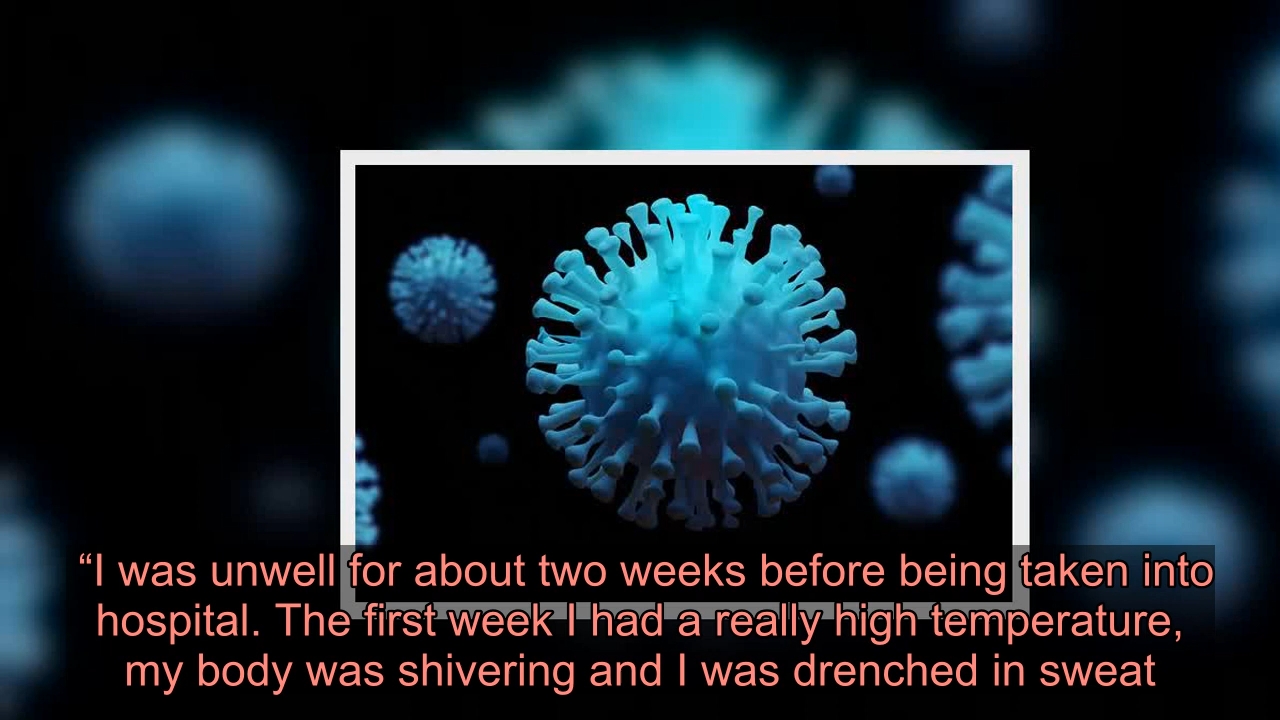 “I was unwell for about two weeks before being taken into
hospital. The first week I had a really high temperature,
my body was shivering and I was drenched in sweat